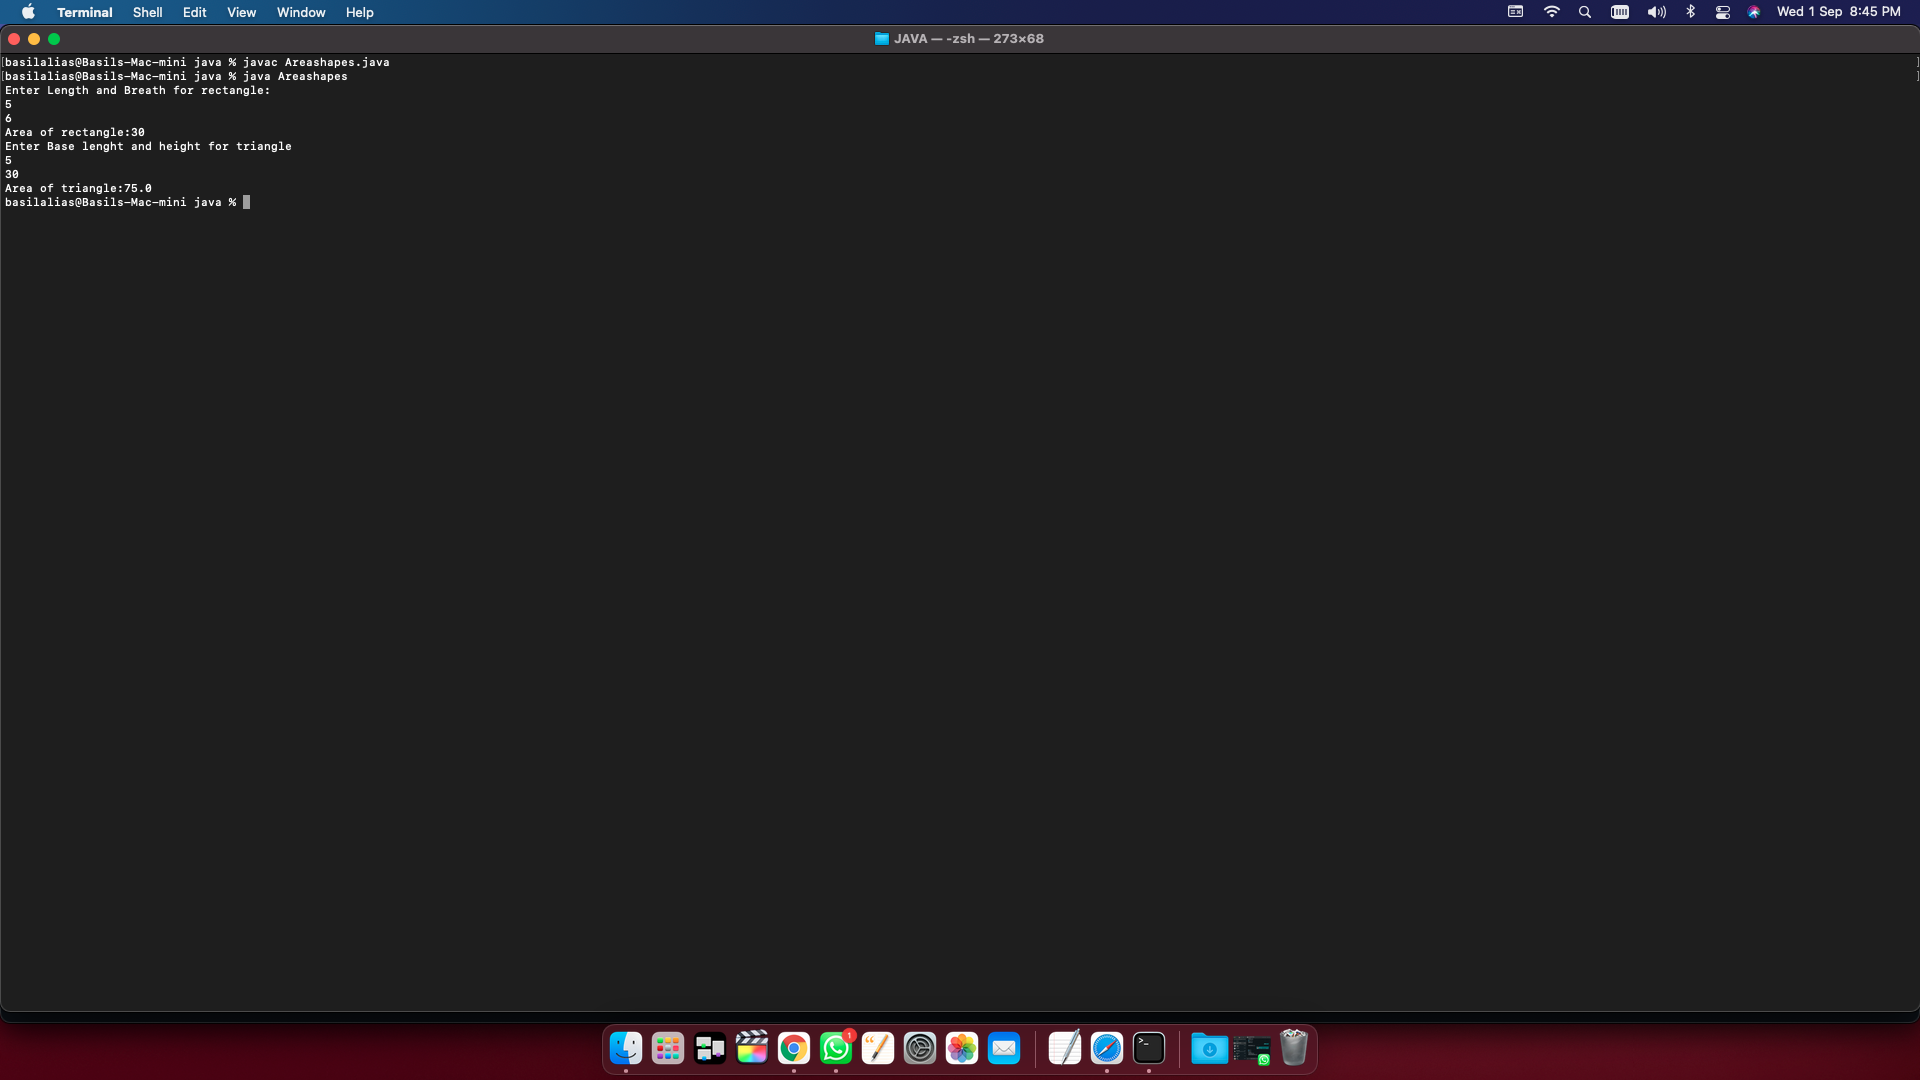 Terminal Shell Edit View Window Help Wed 1 Sep 8:45 PM
JAVA — -zsh — 273×68
[basilalias@Basils-Mac-mini java % javac Areashapes.java ]
[basilalias@Basils-Mac-mini java % java Areashapes ]
Enter Length and Breath for rectangle:
5
6
Area of rectangle:30
Enter Base lenght and height for triangle
5
30
Area of triangle:75.0
basilalias@Basils-Mac-mini java %
1